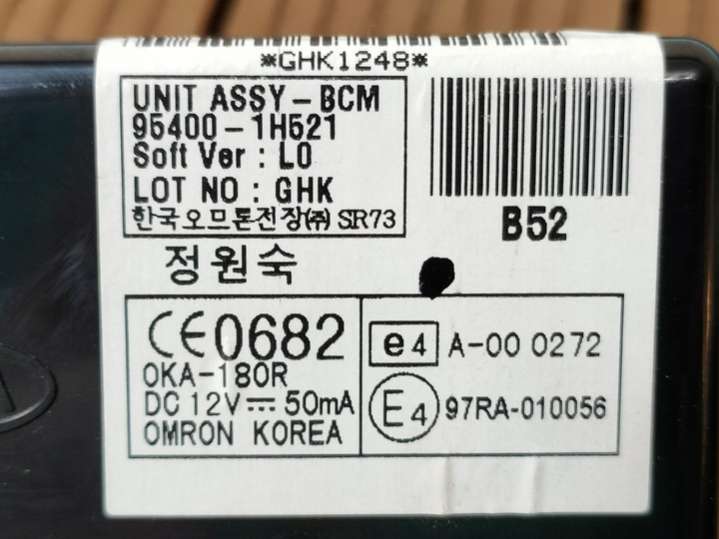 *GHK1248*
UNIT ASSY-BCM
95400-1H521
Soft Ver : L0
LOT NO : GHK
한국오므론전장(주) SR73
B52
정원숙
CE0682
OKA-180R
DC 12V⎓50mA
OMRON KOREA
e4 A-00 0272
E4 97RA-010056